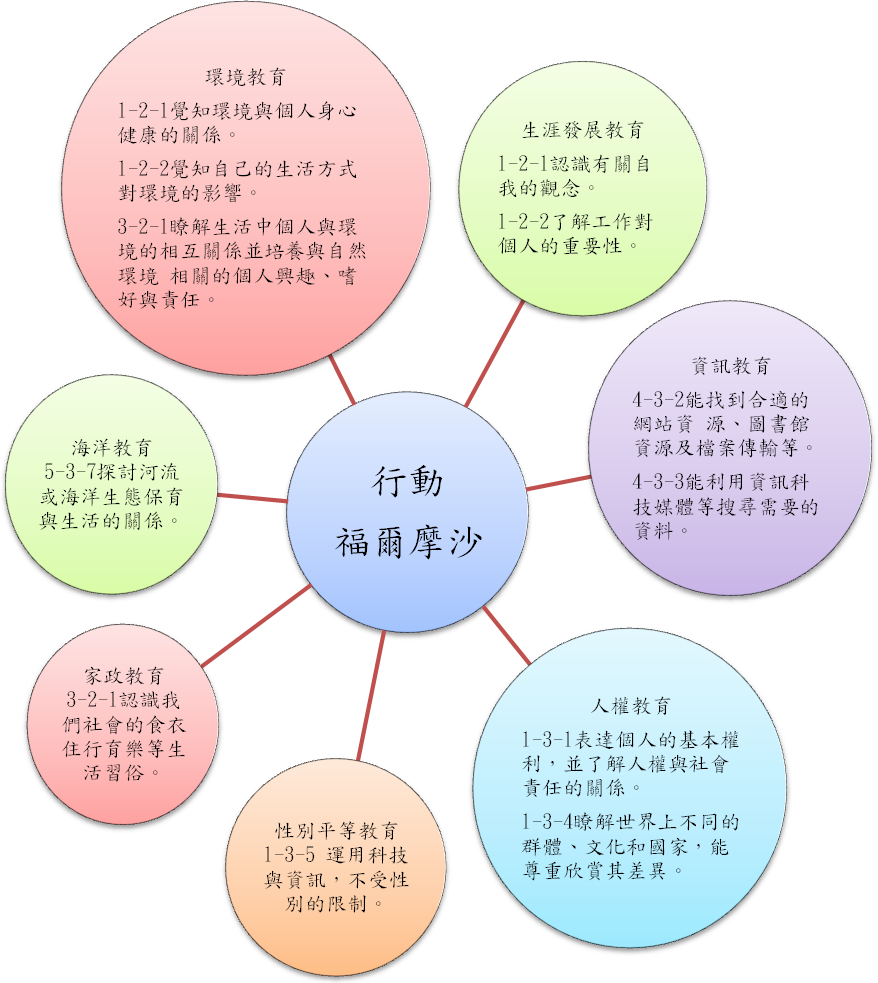 環境教育
1-2-1覺知環境與個人身心
健康的關係。
1-2-2覺知自己的生活方式
對環境的影響。
3-2-1瞭解生活中個人與環
境的相互關係並培養與自然
環境 相關的個人興趣、嗜
好與責任。
生涯發展教育
1-2-1認識有關自
我的觀念。
1-2-2了解工作對
個人的重要性。
資訊教育
4-3-2能找到合適的
網站資 源、圖書館
資源及檔案傳輸等。
4-3-3能利用資訊科
技媒體等搜尋需要的
資料。
海洋教育
5-3-7探討河流
或海洋生態保育
與生活的關係。
行動
福爾摩沙
家政教育
3-2-1認識我
們社會的食衣
住行育樂等生
活習俗。
人權教育
1-3-1表達個人的基本權
利，並了解人權與社會
責任的關係。
1-3-4瞭解世界上不同的
群體、文化和國家，能
尊重欣賞其差異。
性別平等教育
1-3-5 運用科技
與資訊，不受性
別的限制。